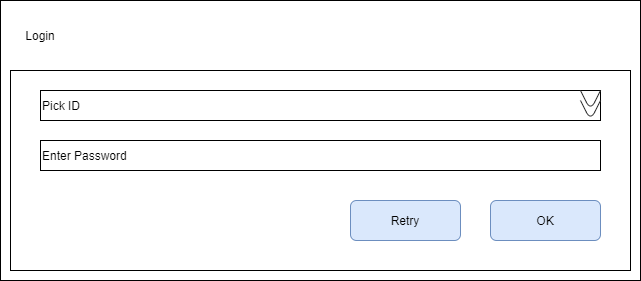 Login
Pick ID
Enter Password
Retry
OK